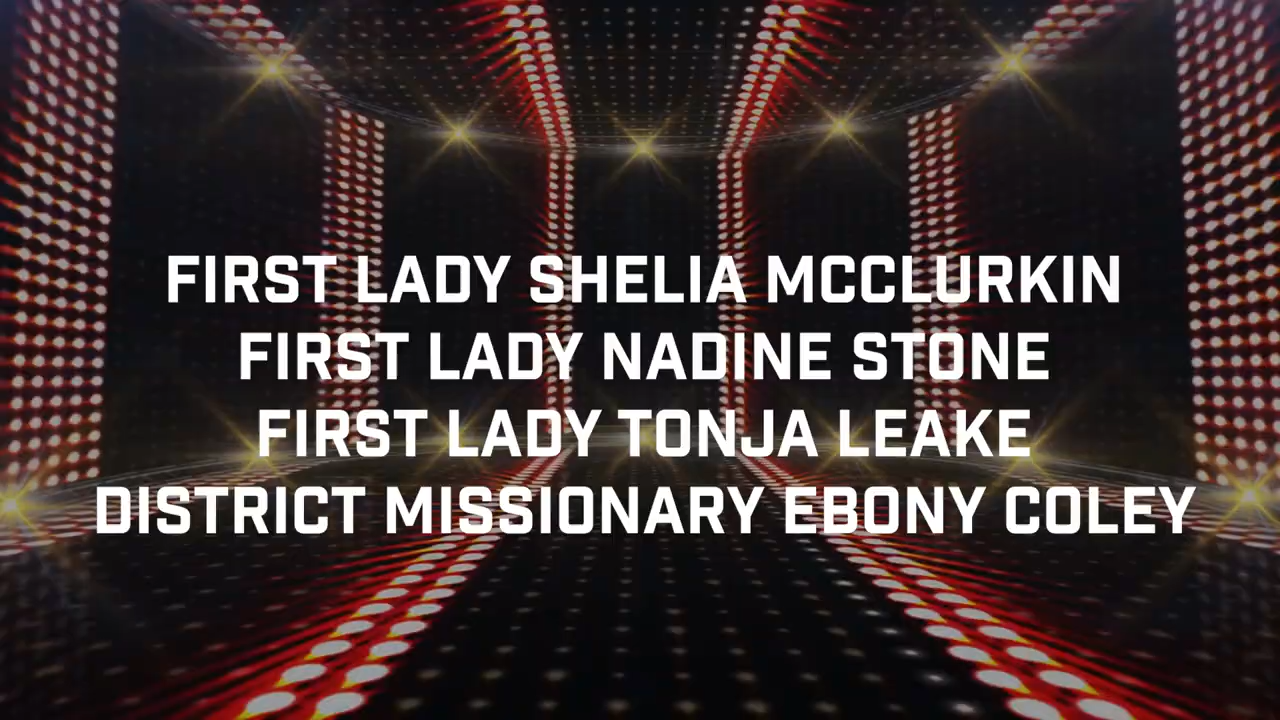 FIRST LADY SHELIA MCCLURKIN
FIRST LADY NADINE STONE
FIRST LADY TONJA LEAKE
DISTRICT MISSIONARY EBONY COLEY